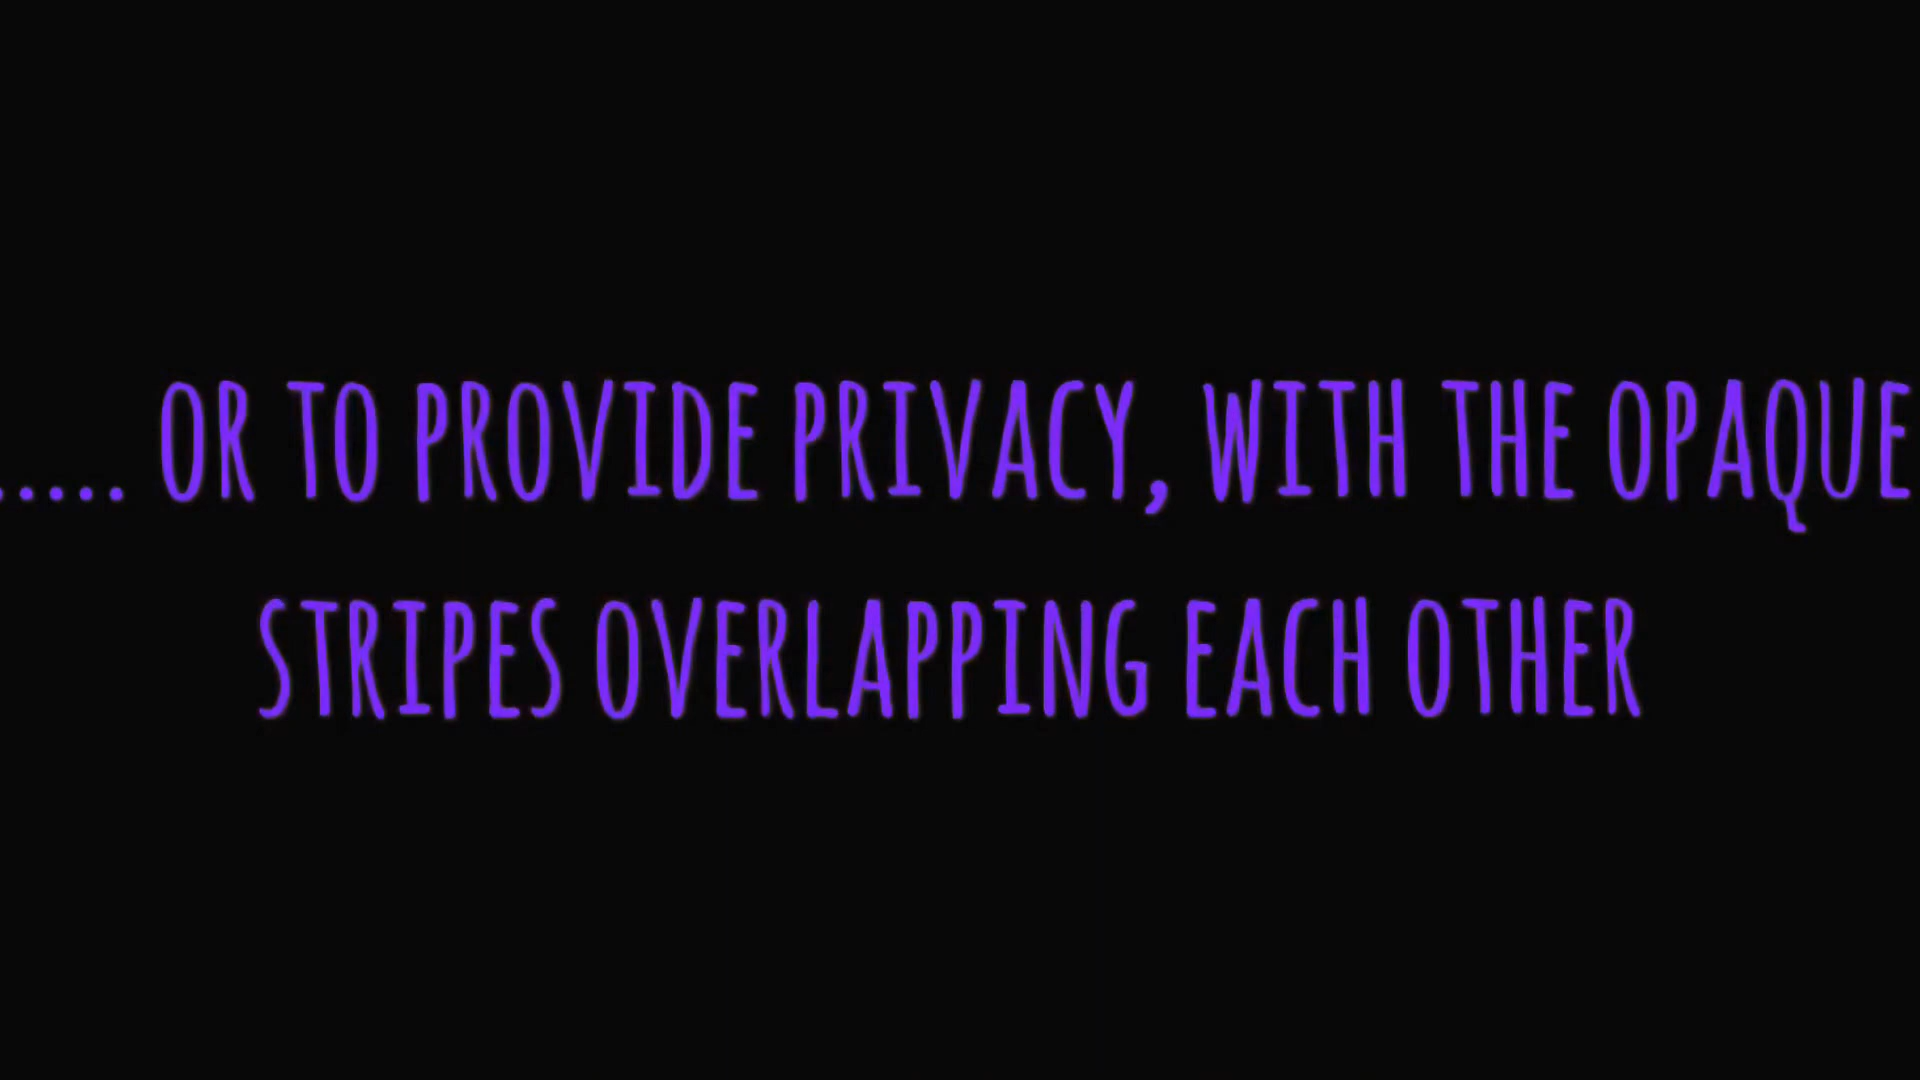 ..... OR TO PROVIDE PRIVACY, WITH THE OPAQUE
STRIPES OVERLAPPING EACH OTHER